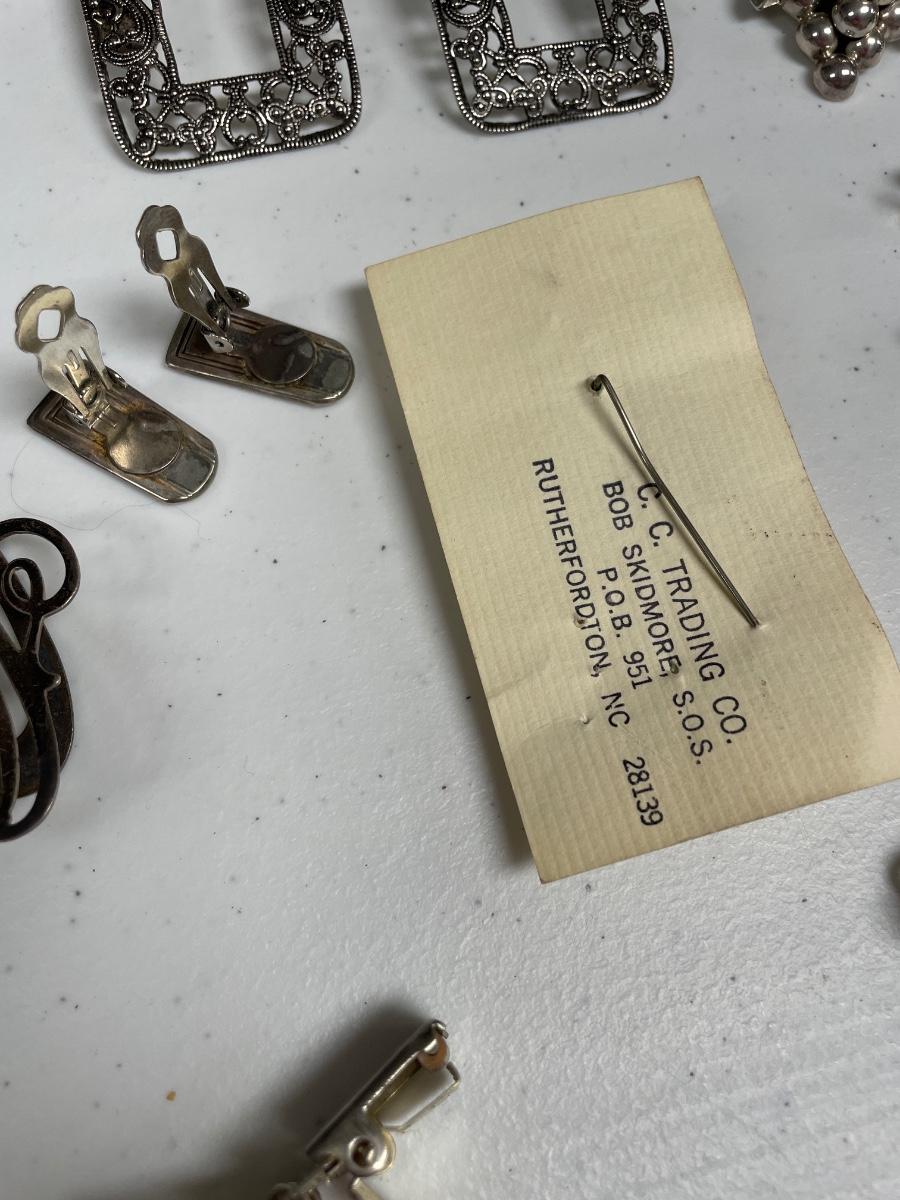 C. C. TRADING CO.
BOB SKIDMORE, S.O.S.
P.O.B. 951
RUTHERFORDTON, NC 28139